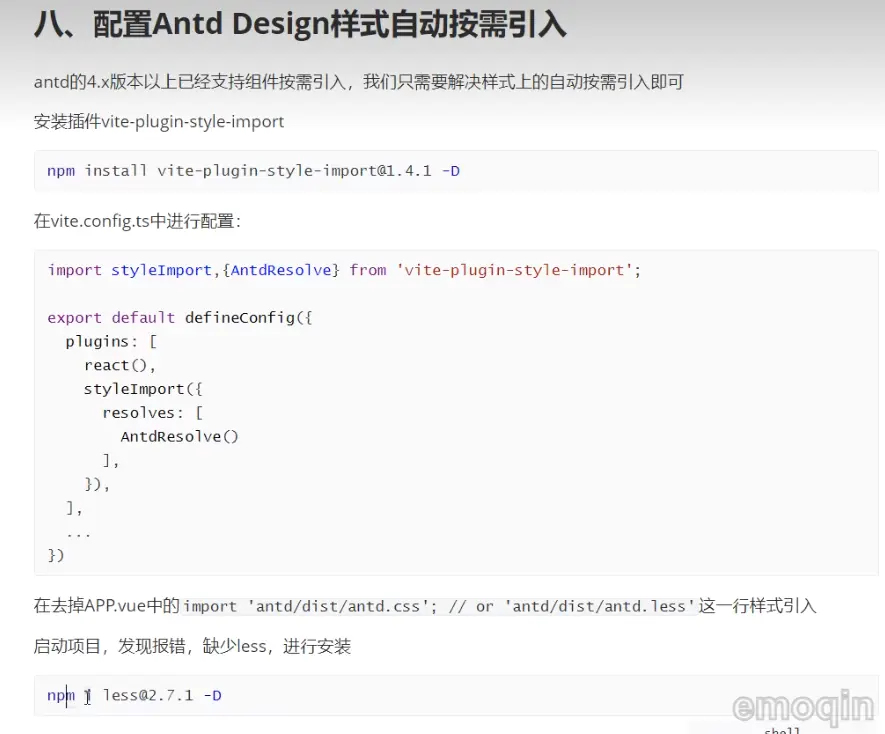 八、配置Antd Design样式自动按需引入
antd的4.x版本以上已经支持组件按需引入，我们只需要解决样式上的自动按需引入即可
安装插件vite-plugin-style-import
npm install vite-plugin-style-import@1.4.1 -D
在vite.config.ts中进行配置：
import styleImport,{AntdResolve} from 'vite-plugin-style-import';
export default defineConfig({
plugins: [
react(),
styleImport({
resolves: [
AntdResolve()
],
}),
],
...
})
在去掉APP.vue中的import 'antd/dist/antd.css'; // or 'antd/dist/antd.less'这一行样式引入
启动项目，发现报错，缺少less，进行安装
npm i less@2.7.1 -D
emoqin
shell